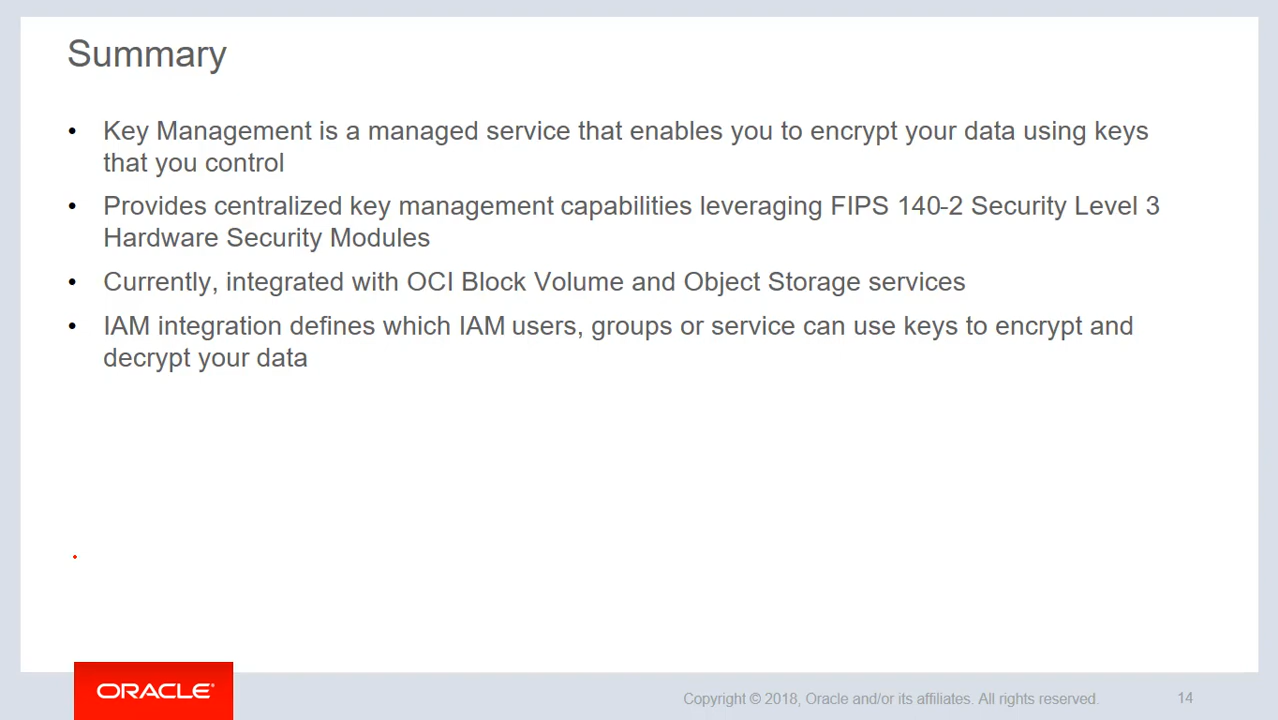 Summary
• Key Management is a managed service that enables you to encrypt your data using keys
that you control
• Provides centralized key management capabilities leveraging FIPS 140-2 Security Level 3
Hardware Security Modules
• Currently, integrated with OCI Block Volume and Object Storage services
• IAM integration defines which IAM users, groups or service can use keys to encrypt and
decrypt your data
ORACLE®
Copyright © 2018, Oracle and/or its affiliates. All rights reserved.
14